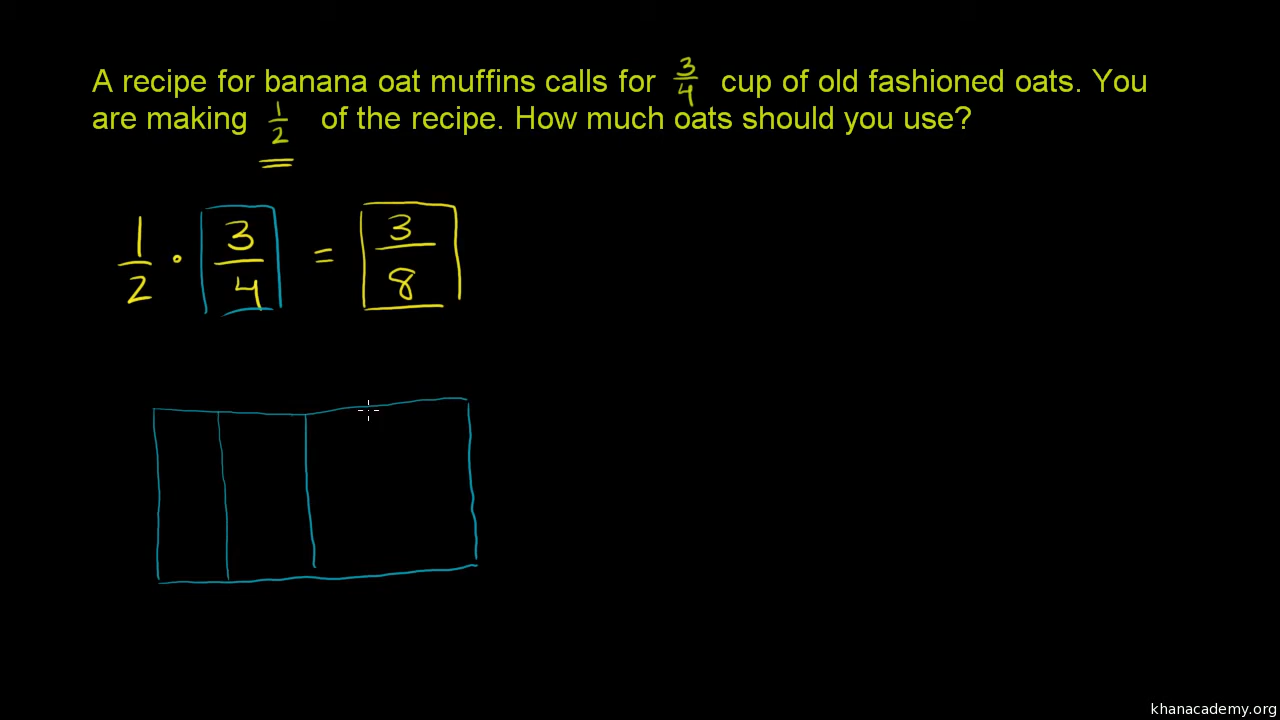 A recipe for banana oat muffins calls for 3/4 cup of old fashioned oats. You
are making 1/2 of the recipe. How much oats should you use?
1/2 · 3/4 = 3/8
khanacademy.org